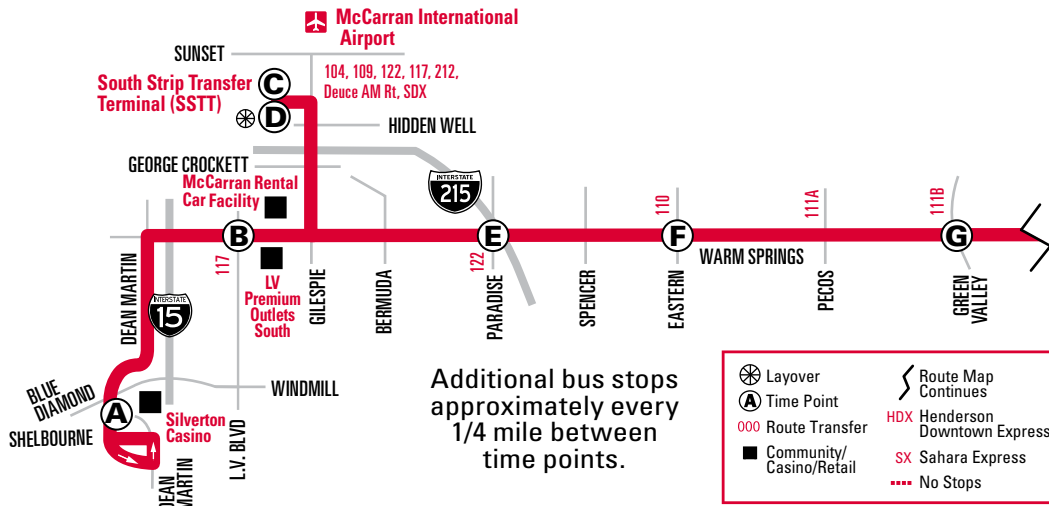 McCarran International
Airport
SUNSET
South Strip Transfer
Terminal (SSTT)
C
D
104, 109, 122, 117, 212,
Deuce AM Rt, SDX
HIDDEN WELL
GEORGE CROCKETT
McCarran Rental
Car Facility
INTERSTATE
215
B
E
F
G
117
122
110
111A
111B
WARM SPRINGS
DEAN MARTIN
INTERSTATE
15
LV
Premium
Outlets
South
GILESPIE
BERMUDA
PARADISE
SPENCER
EASTERN
PECOS
GREEN
VALLEY
BLUE
DIAMOND
WINDMILL
A
SHELBOURNE
Silverton
Casino
L.V. BLVD
DEAN
MARTIN
Additional bus stops
approximately every
1/4 mile between
time points.
Layover
A Time Point
000 Route Transfer
Community/
Casino/Retail
Route Map
Continues
HDX Henderson
Downtown Express
SX Sahara Express
No Stops